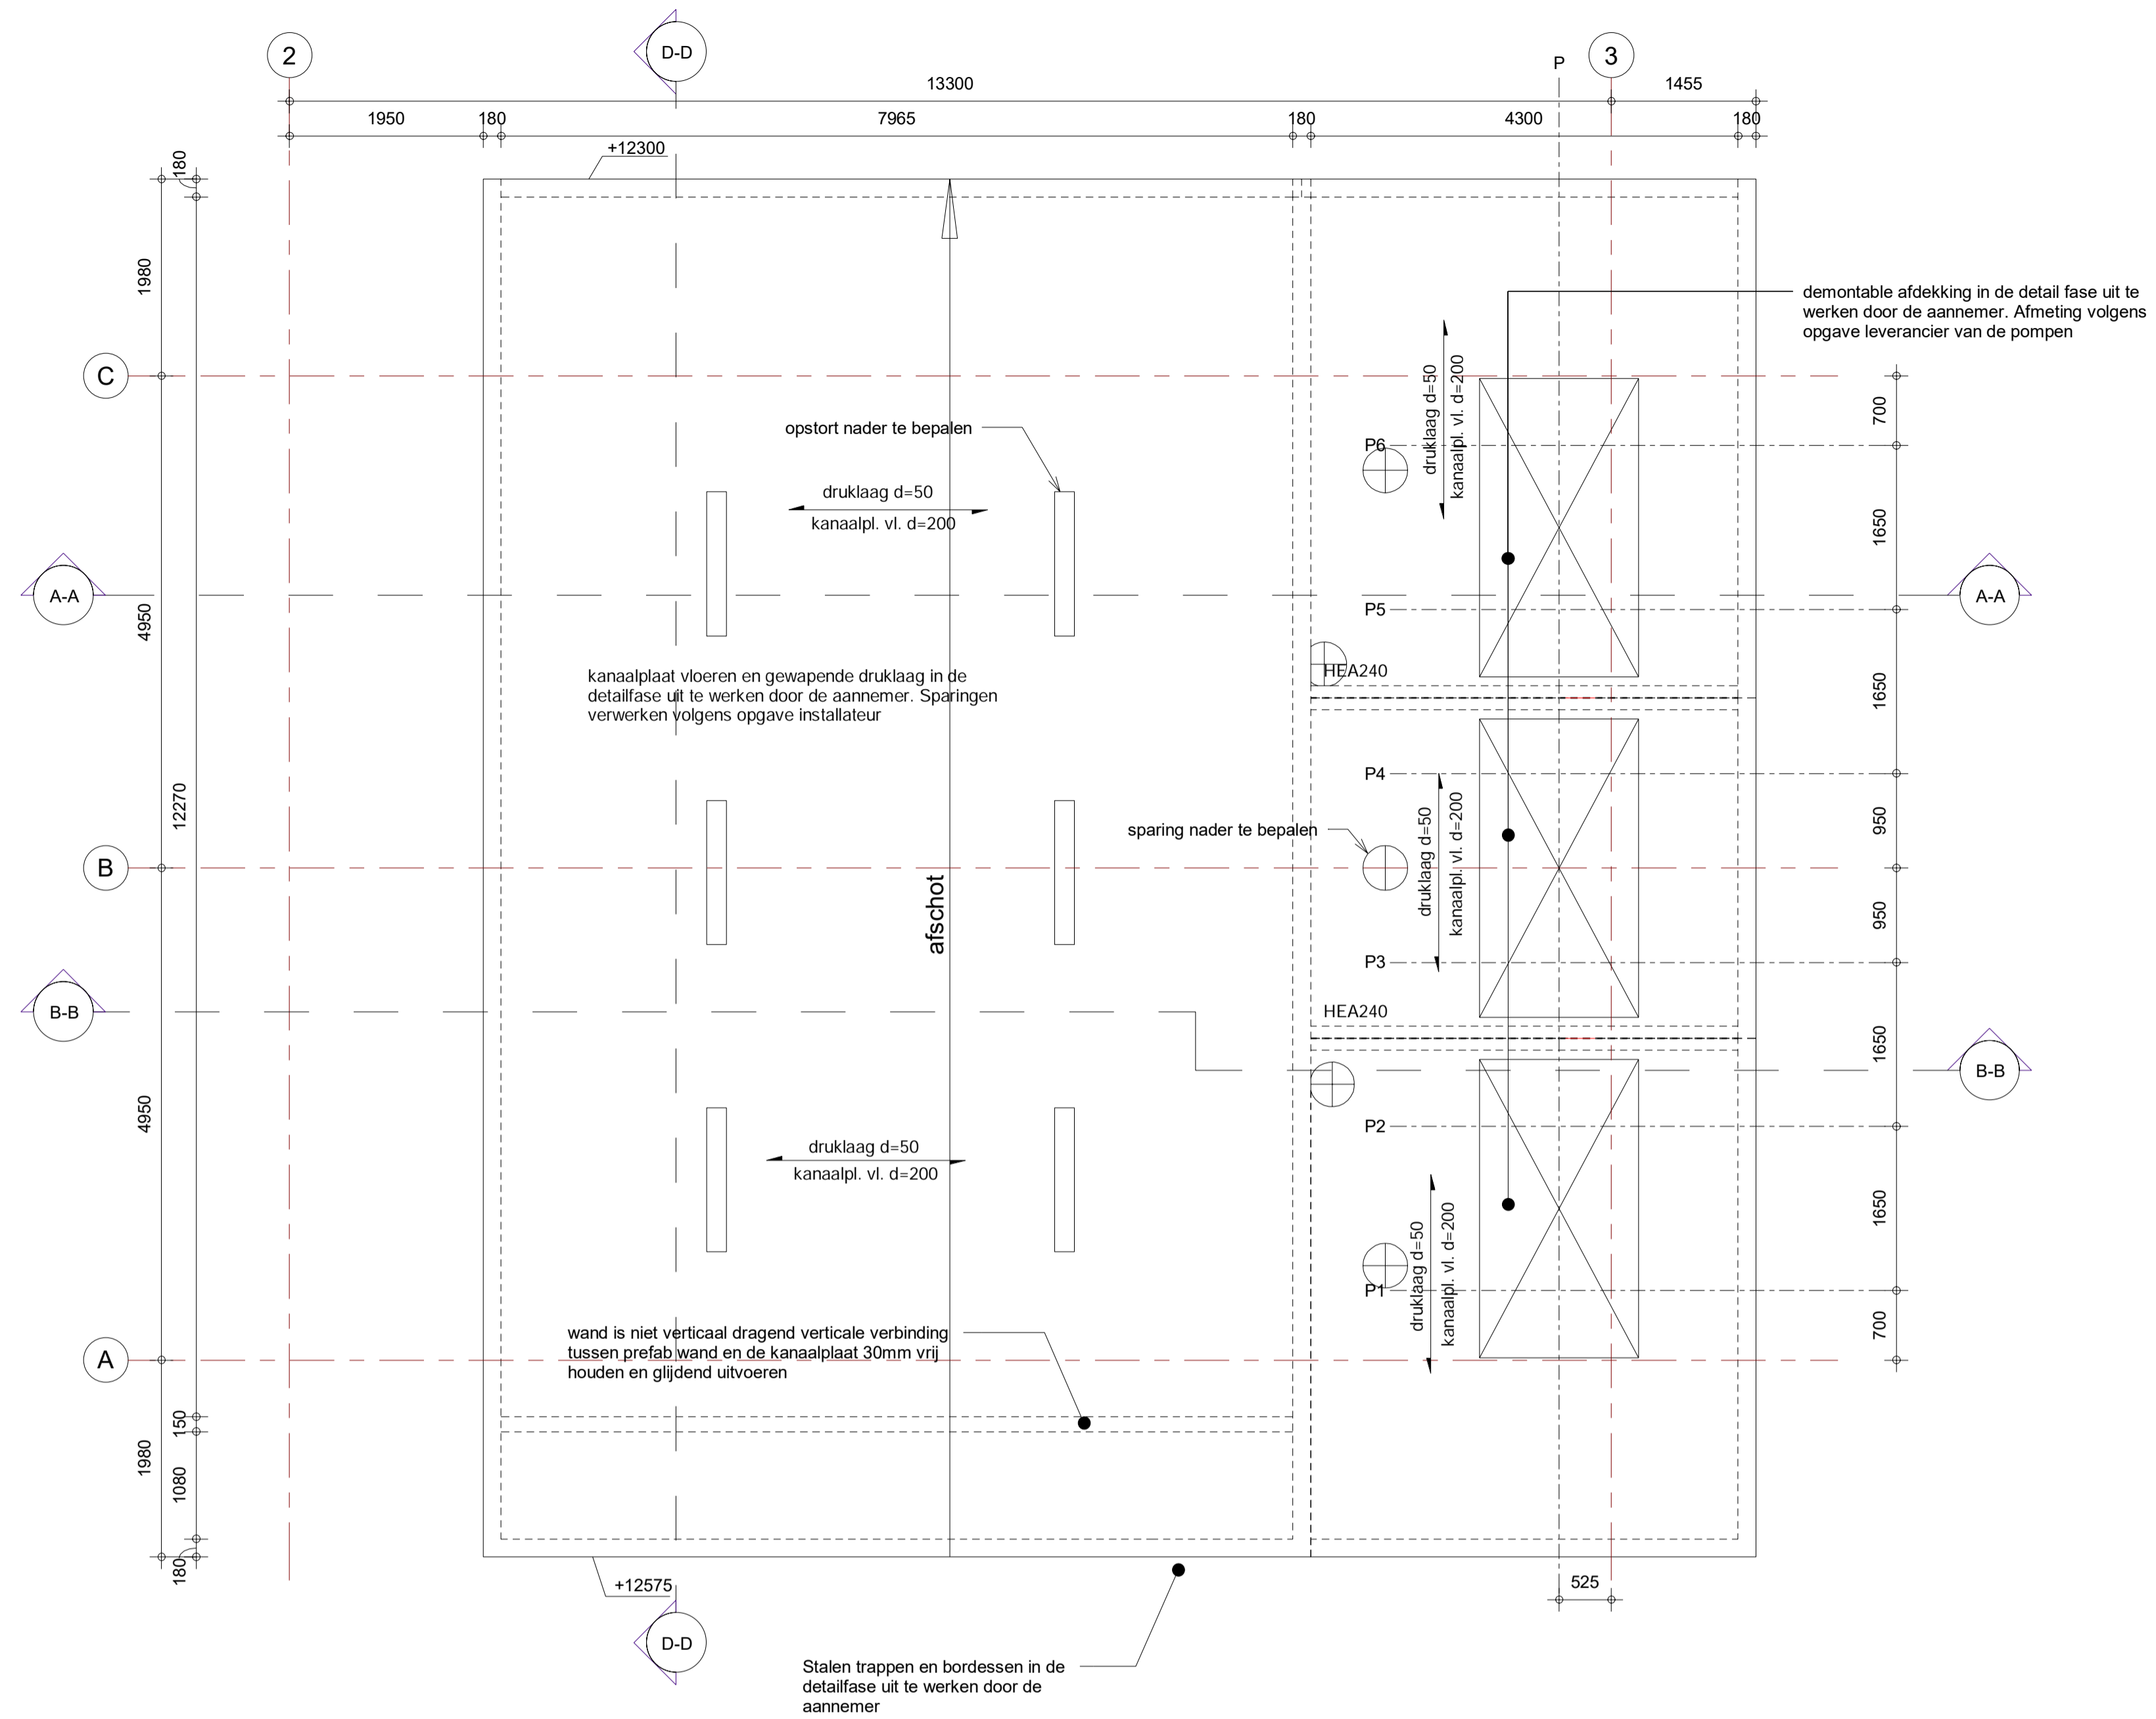 D-D
2
P
3
13300
1455
1950
180
7965
180
4300
180
+12300
180
1980
demontable afdekking in de detail fase uit te
werken door de aannemer. Afmeting volgens
opgave leverancier van de pompen
C
700
druklaag d=50
kanaalpl. vl. d=200
opstort nader te bepalen
P6
druklaag d=50
kanaalpl. vl. d=200
1650
A-A
A-A
4950
P5
HEA240
kanaalplaat vloeren en gewapende druklaag in de
detailfase uit te werken door de aannemer. Sparingen
verwerken volgens opgave installateur
1650
P4
12270
sparing nader te bepalen
druklaag d=50
kanaalpl. vl. d=200
950
B
afschot
950
P3
B-B
HEA240
1650
B-B
4950
P2
druklaag d=50
kanaalpl. vl. d=200
1650
druklaag d=50
kanaalpl. vl. d=200
P1
700
wand is niet verticaal dragend verticale verbinding
tussen prefab wand en de kanaalplaat 30mm vrij
houden en glijdend uitvoeren
A
150
1980
1080
180
+12575
525
D-D
Stalen trappen en bordessen in de
detailfase uit te werken door de
aannemer